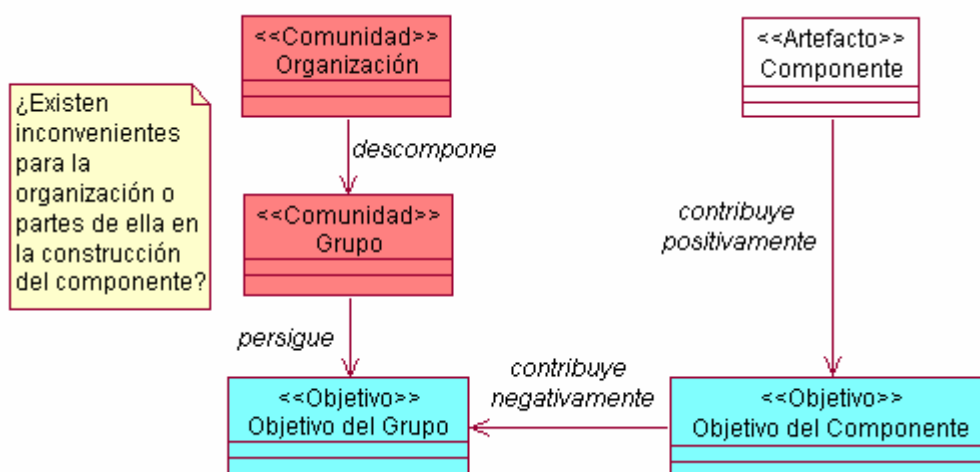 <<Comunidad>>
Organización
<<Artefacto>>
Componente
¿Existen
inconvenientes
para la
organización o
partes de ella en
la construcción
del componente?
descompone
<<Comunidad>>
Grupo
contribuye
positivamente
persigue
contribuye
negativamente
<<Objetivo>>
Objetivo del Grupo
<<Objetivo>>
Objetivo del Componente